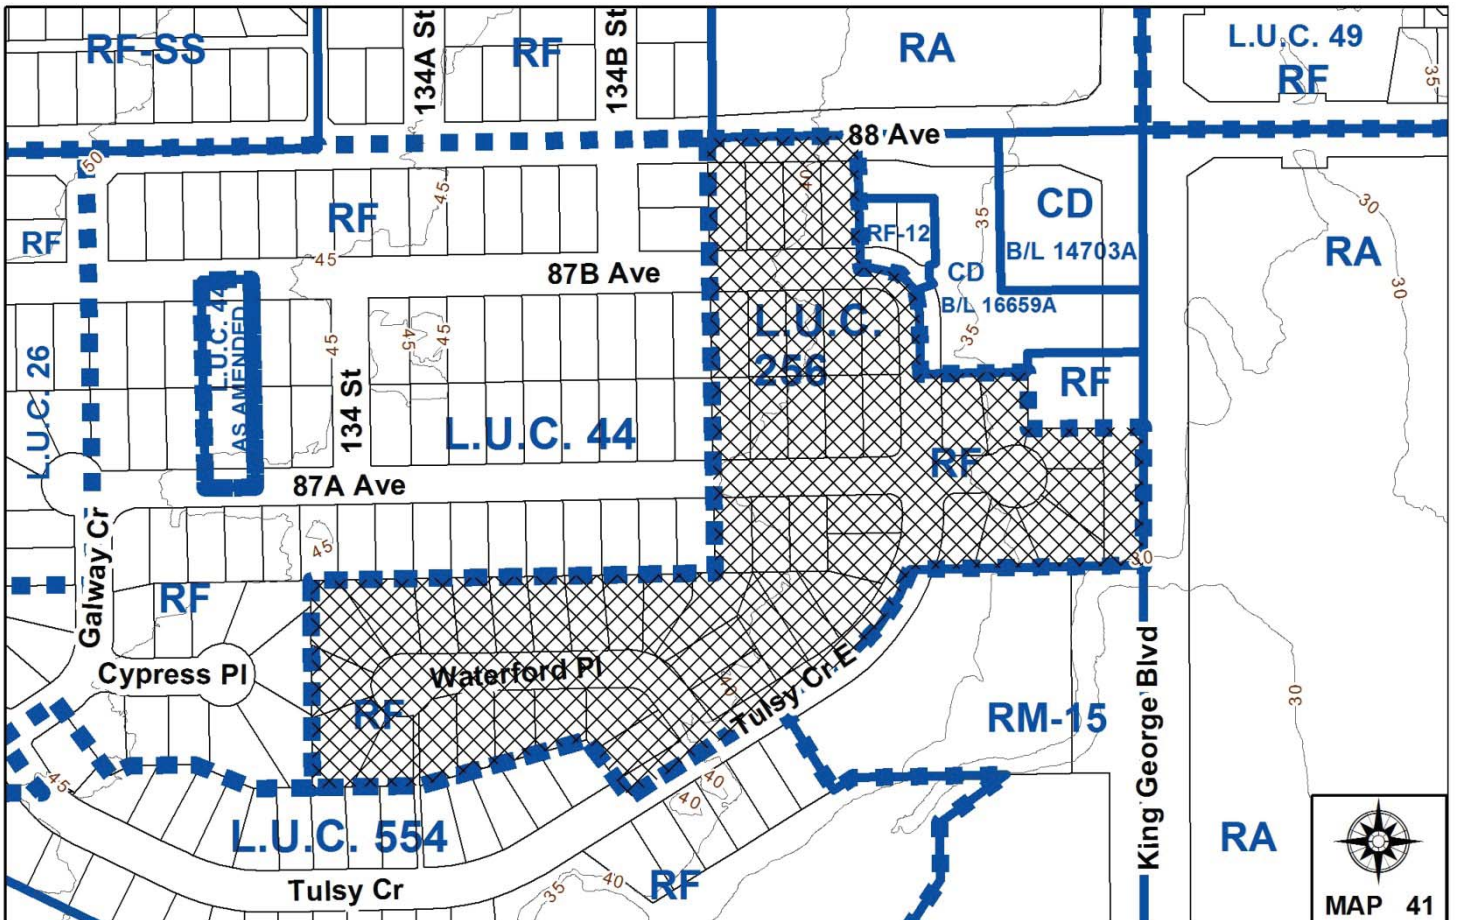 RF-SS
134A St
RF
134B St
RA
L.U.C. 49
RF
35
88 Ave
50
45
40
RF
RF
RF-12
35
CD
B/L 14703A
CD
B/L 16659A
30
RA
30
45
87B Ave
L.U.C. 26
L.U.C. 44
AS AMENDED
45
134 St
45
45
L.U.C. 44
L.U.C.
256
35
RF
RF
87A Ave
45
30
Galway Cr
RF
Cypress Pl
Waterford Pl
RF
40
Tulsy Cr E
RM-15
King George Blvd
30
45
40
40
L.U.C. 554
Tulsy Cr
35
40
RF
RA
MAP 41